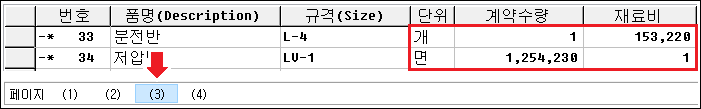 번호 품명(Description) 규격(Size) 단위 계약수량 재료비
-* 33 분전반 L-4 개 1 153,220
-* 34 저압 LV-1 면 1,254,230 1
페이지 (1) (2) (3) (4)